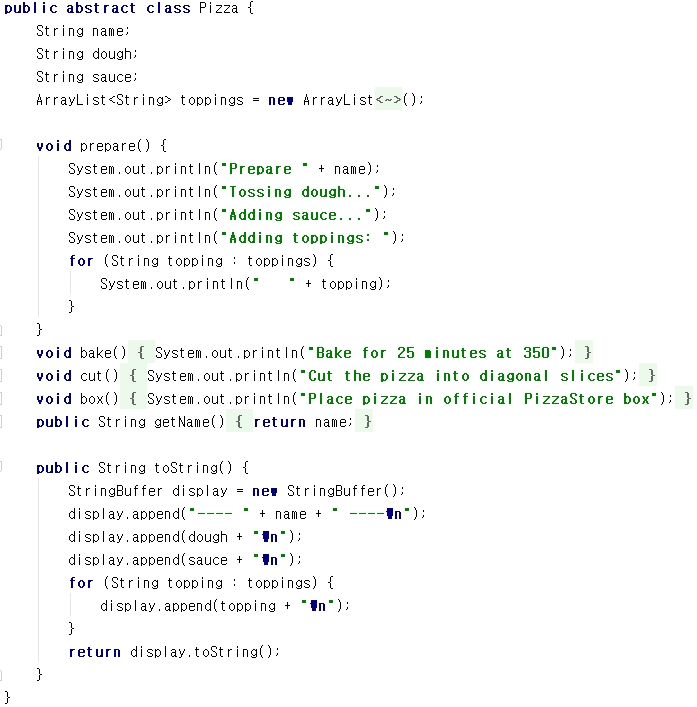 public abstract class Pizza {
    String name;
    String dough;
    String sauce;
    ArrayList<String> toppings = new ArrayList<~>();

    void prepare() {
        System.out.println("Prepare " + name);
        System.out.println("Tossing dough...");
        System.out.println("Adding sauce...");
        System.out.println("Adding toppings: ");
        for (String topping : toppings) {
            System.out.println("   " + topping);
        }
    }
    void bake() { System.out.println("Bake for 25 minutes at 350"); }
    void cut() { System.out.println("Cut the pizza into diagonal slices"); }
    void box() { System.out.println("Place pizza in official PizzaStore box"); }
    public String getName() { return name; }

    public String toString() {
        StringBuffer display = new StringBuffer();
        display.append("---- " + name + " ----₩n");
        display.append(dough + "₩n");
        display.append(sauce + "₩n");
        for (String topping : toppings) {
            display.append(topping + "₩n");
        }
        return display.toString();
    }
}